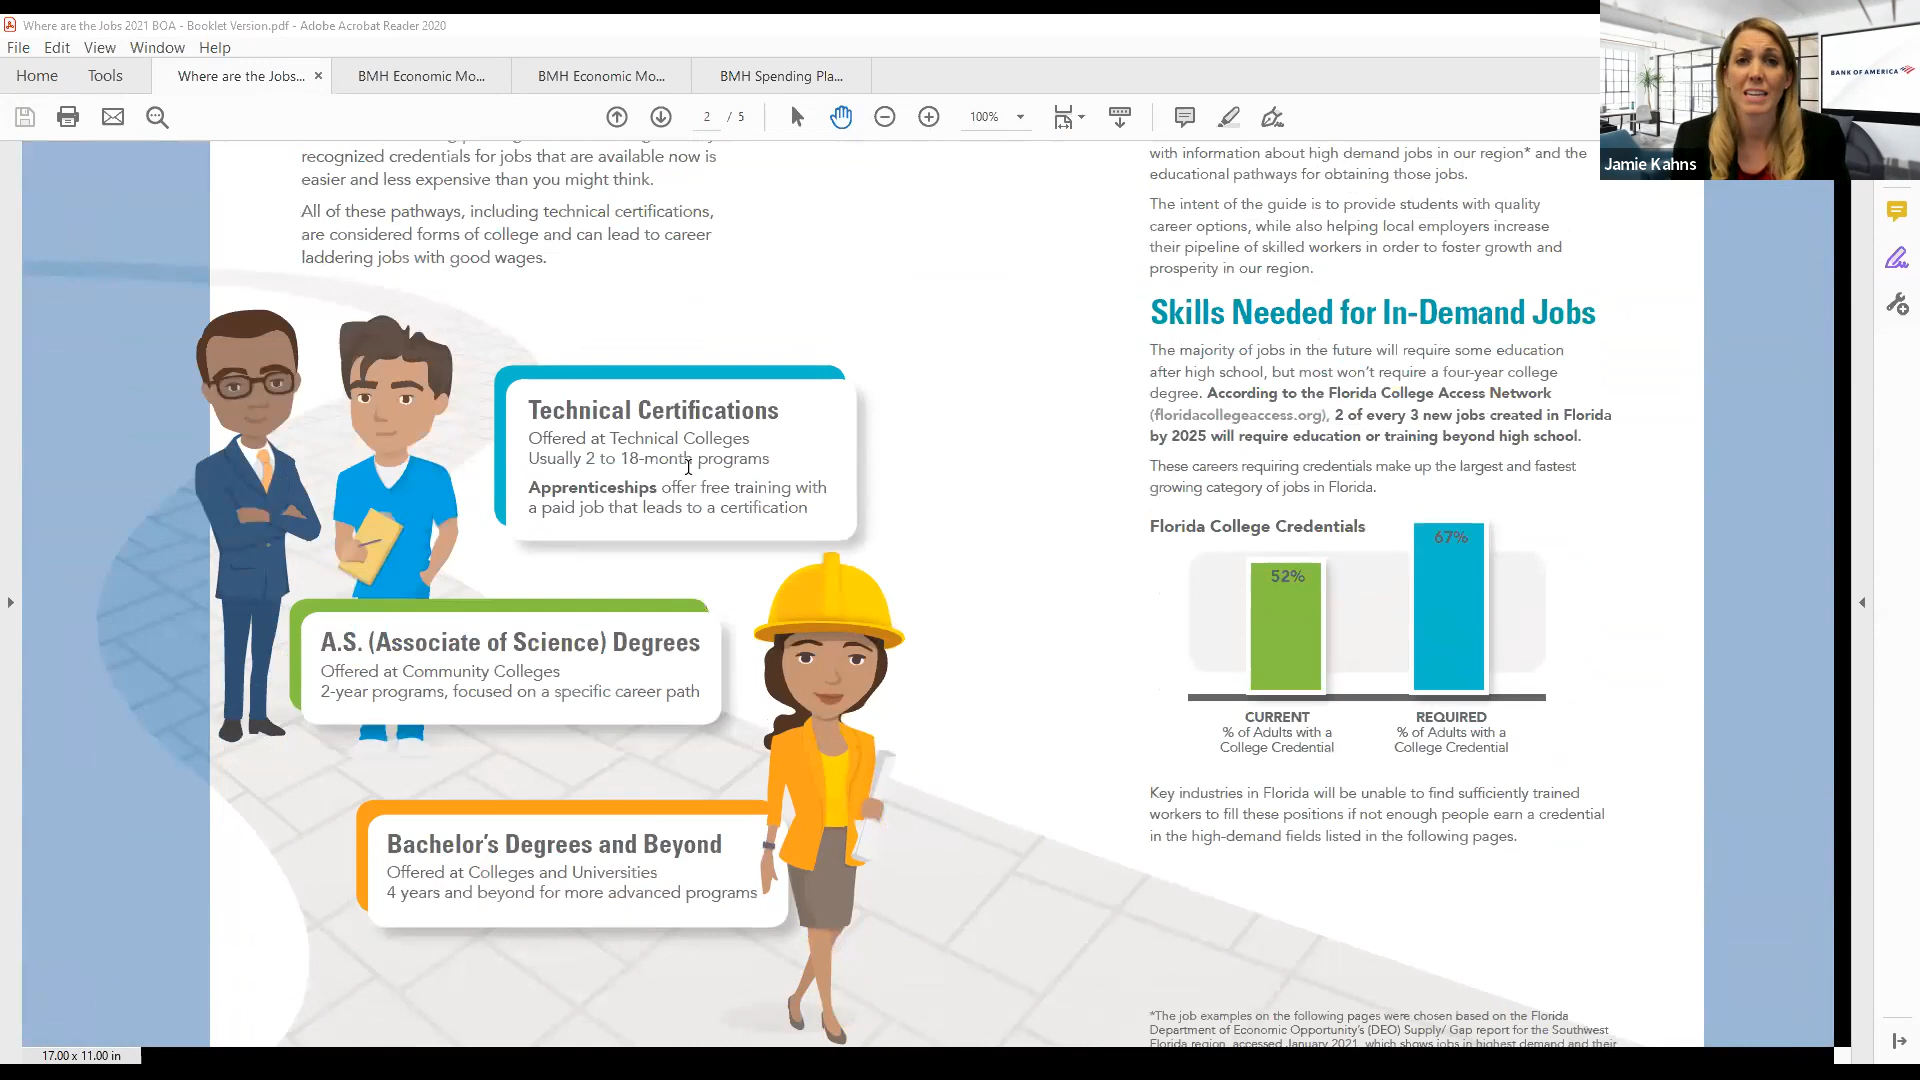 Where are the Jobs 2021 BOA - Booklet Version.pdf - Adobe Acrobat Reader 2020
File Edit View Window Help
Home Tools Where are the Jobs... × BMH Economic Mo... BMH Economic Mo... BMH Spending Pla...
2 / 5 100%
BANK OF AMERICA
Jamie Kahns
recognized credentials for jobs that are available now is
easier and less expensive than you might think.
All of these pathways, including technical certifications,
are considered forms of college and can lead to career
laddering jobs with good wages.
Technical Certifications
Offered at Technical Colleges
Usually 2 to 18-month programs
Apprenticeships offer free training with
a paid job that leads to a certification
A.S. (Associate of Science) Degrees
Offered at Community Colleges
2-year programs, focused on a specific career path
Bachelor's Degrees and Beyond
Offered at Colleges and Universities
4 years and beyond for more advanced programs
with information about high demand jobs in our region* and the
educational pathways for obtaining those jobs.
The intent of the guide is to provide students with quality
career options, while also helping local employers increase
their pipeline of skilled workers in order to foster growth and
prosperity in our region.
Skills Needed for In-Demand Jobs
The majority of jobs in the future will require some education
after high school, but most won't require a four-year college
degree. According to the Florida College Access Network
(floridacollegeaccess.org), 2 of every 3 new jobs created in Florida
by 2025 will require education or training beyond high school.
These careers requiring credentials make up the largest and fastest
growing category of jobs in Florida.
Florida College Credentials
67%
52%
CURRENT
% of Adults with a
College Credential
REQUIRED
% of Adults with a
College Credential
Key industries in Florida will be unable to find sufficiently trained
workers to fill these positions if not enough people earn a credential
in the high-demand fields listed in the following pages.
*The job examples on the following pages were chosen based on the Florida
Department of Economic Opportunity's (DEO) Supply/ Gap report for the Southwest
Florida region, accessed January 2021, which shows jobs in highest demand and their
17.00 x 11.00 in